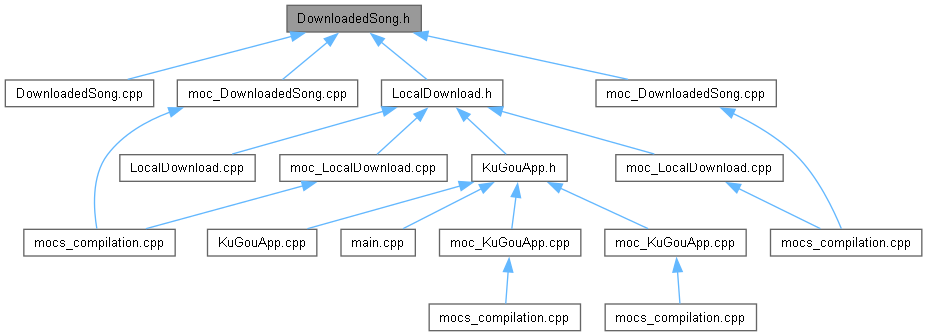 DownloadedSong.h
DownloadedSong.cpp
moc_DownloadedSong.cpp
LocalDownload.h
moc_DownloadedSong.cpp
LocalDownload.cpp
moc_LocalDownload.cpp
KuGouApp.h
moc_LocalDownload.cpp
mocs_compilation.cpp
KuGouApp.cpp
main.cpp
moc_KuGouApp.cpp
moc_KuGouApp.cpp
mocs_compilation.cpp
mocs_compilation.cpp
mocs_compilation.cpp